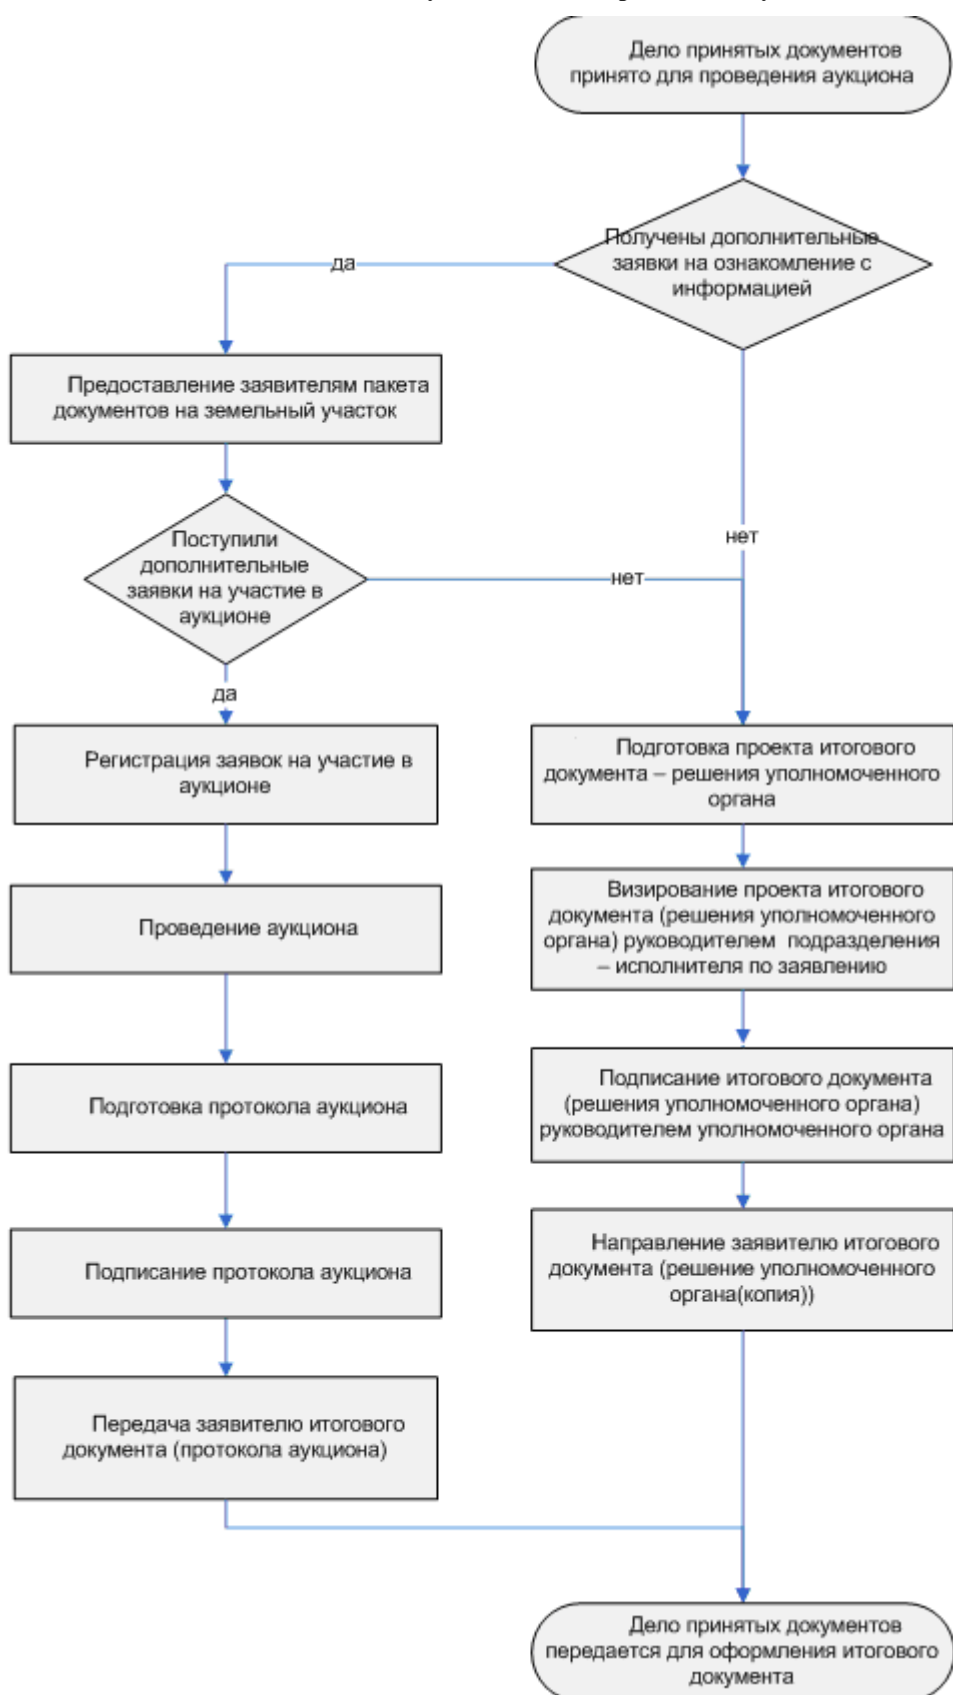 Дело принятых документов
принято для проведения аукциона
Получены дополнительные
заявки на ознакомление с
информацией
да
Предоставление заявителям пакета
документов на земельный участок
нет
Поступили
дополнительные
заявки на участие в
аукционе
нет
да
Регистрация заявок на участие в
аукционе
Проведение аукциона
Подготовка протокола аукциона
Подписание протокола аукциона
Передача заявителю итогового
документа (протокола аукциона)
Подготовка проекта итогового
документа – решения уполномоченного
органа
Визирование проекта итогового
документа (решения уполномоченного
органа) руководителем подразделения
– исполнителя по заявлению
Подписание итогового документа
(решения уполномоченного органа)
руководителем уполномоченного органа
Направление заявителю итогового
документа (решение уполномоченного
органа(копия))
Дело принятых документов
передается для оформления итогового
документа